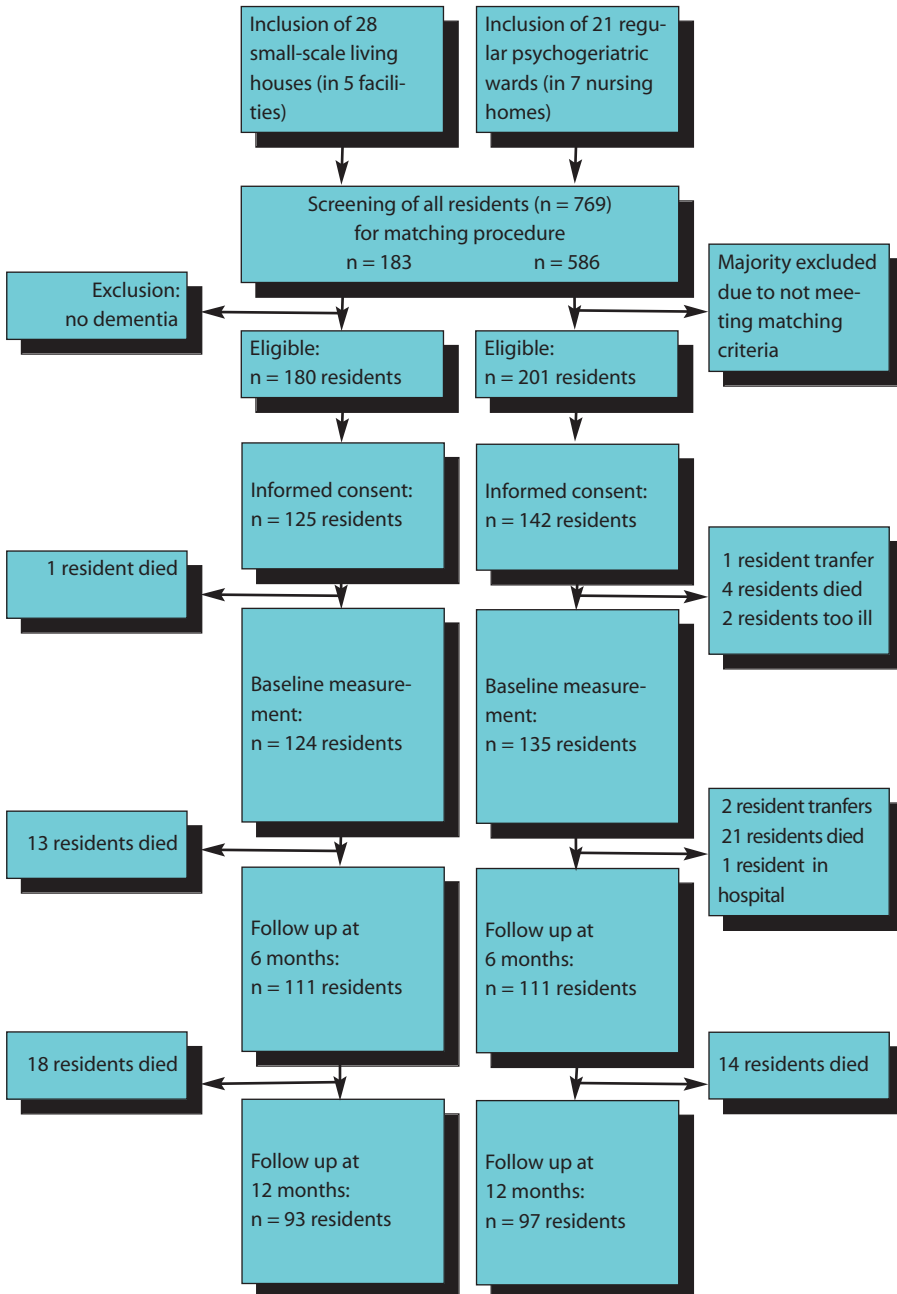 Inclusion of 28
small-scale living
houses (in 5 facili-
ties)
Inclusion of 21 regu-
lar psychogeriatric
wards (in 7 nursing
homes)
Screening of all residents (n = 769)
for matching procedure
n = 183 n = 586
Exclusion:
no dementia
Majority excluded
due to not mee-
ting matching
criteria
Eligible:
n = 180 residents
Eligible:
n = 201 residents
Informed consent:
n = 125 residents
Informed consent:
n = 142 residents
1 resident died
1 resident tranfer
4 residents died
2 residents too ill
Baseline measure-
ment:
n = 124 residents
Baseline measure-
ment:
n = 135 residents
13 residents died
2 resident tranfers
21 residents died
1 resident in
hospital
Follow up at
6 months:
n = 111 residents
Follow up at
6 months:
n = 111 residents
18 residents died
14 residents died
Follow up at
12 months:
n = 93 residents
Follow up at
12 months:
n = 97 residents